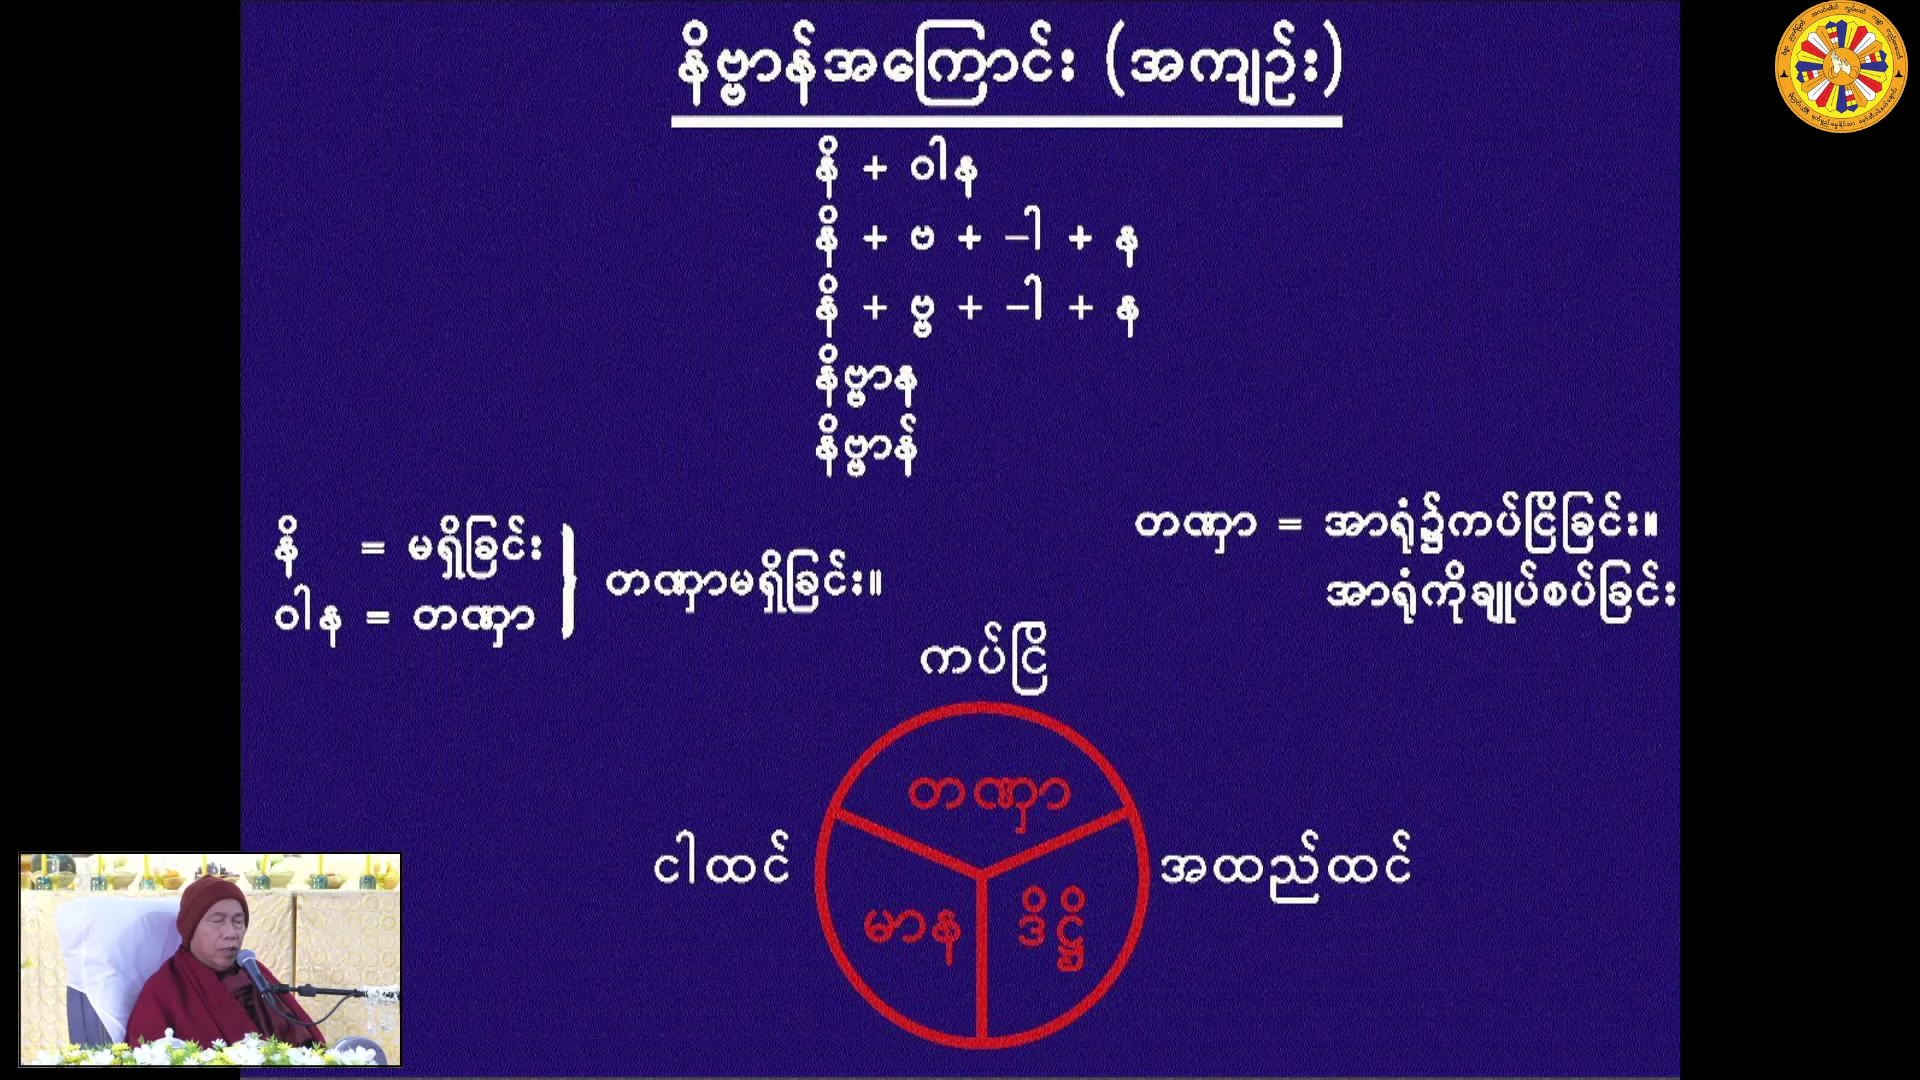 နိဗ္ဗာန်အကြောင်း (အကျဉ်း)
နိ + ဝါန
နိ + ဗ + –ါ + န
နိ + ဗ္ဗ + –ါ + န
နိဗ္ဗာန
နိဗ္ဗာန်
နိ = မရှိခြင်း
ဝါန = တဏှာ
တဏှာမရှိခြင်း။
တဏှာ = အာရုံ၌ကပ်ငြိခြင်း။
အာရုံကိုချုပ်စပ်ခြင်း
ကပ်ငြိ
တဏှာ
ငါထင်
အထည်ထင်
မာန
ဒိဋ္ဌိ